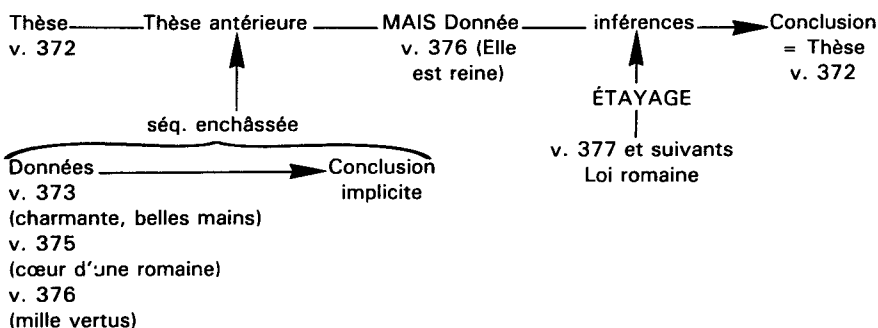 Thèse Thèse antérieure MAIS Donnée inférences Conclusion
v. 372 v. 376 (Elle = Thèse
est reine) v. 372
ÉTAYAGE
séq. enchâssée
v. 377 et suivants
Loi romaine
Données Conclusion
v. 373 implicite
(charmante, belles mains)
v. 375
(cœur d'une romaine)
v. 376
(mille vertus)